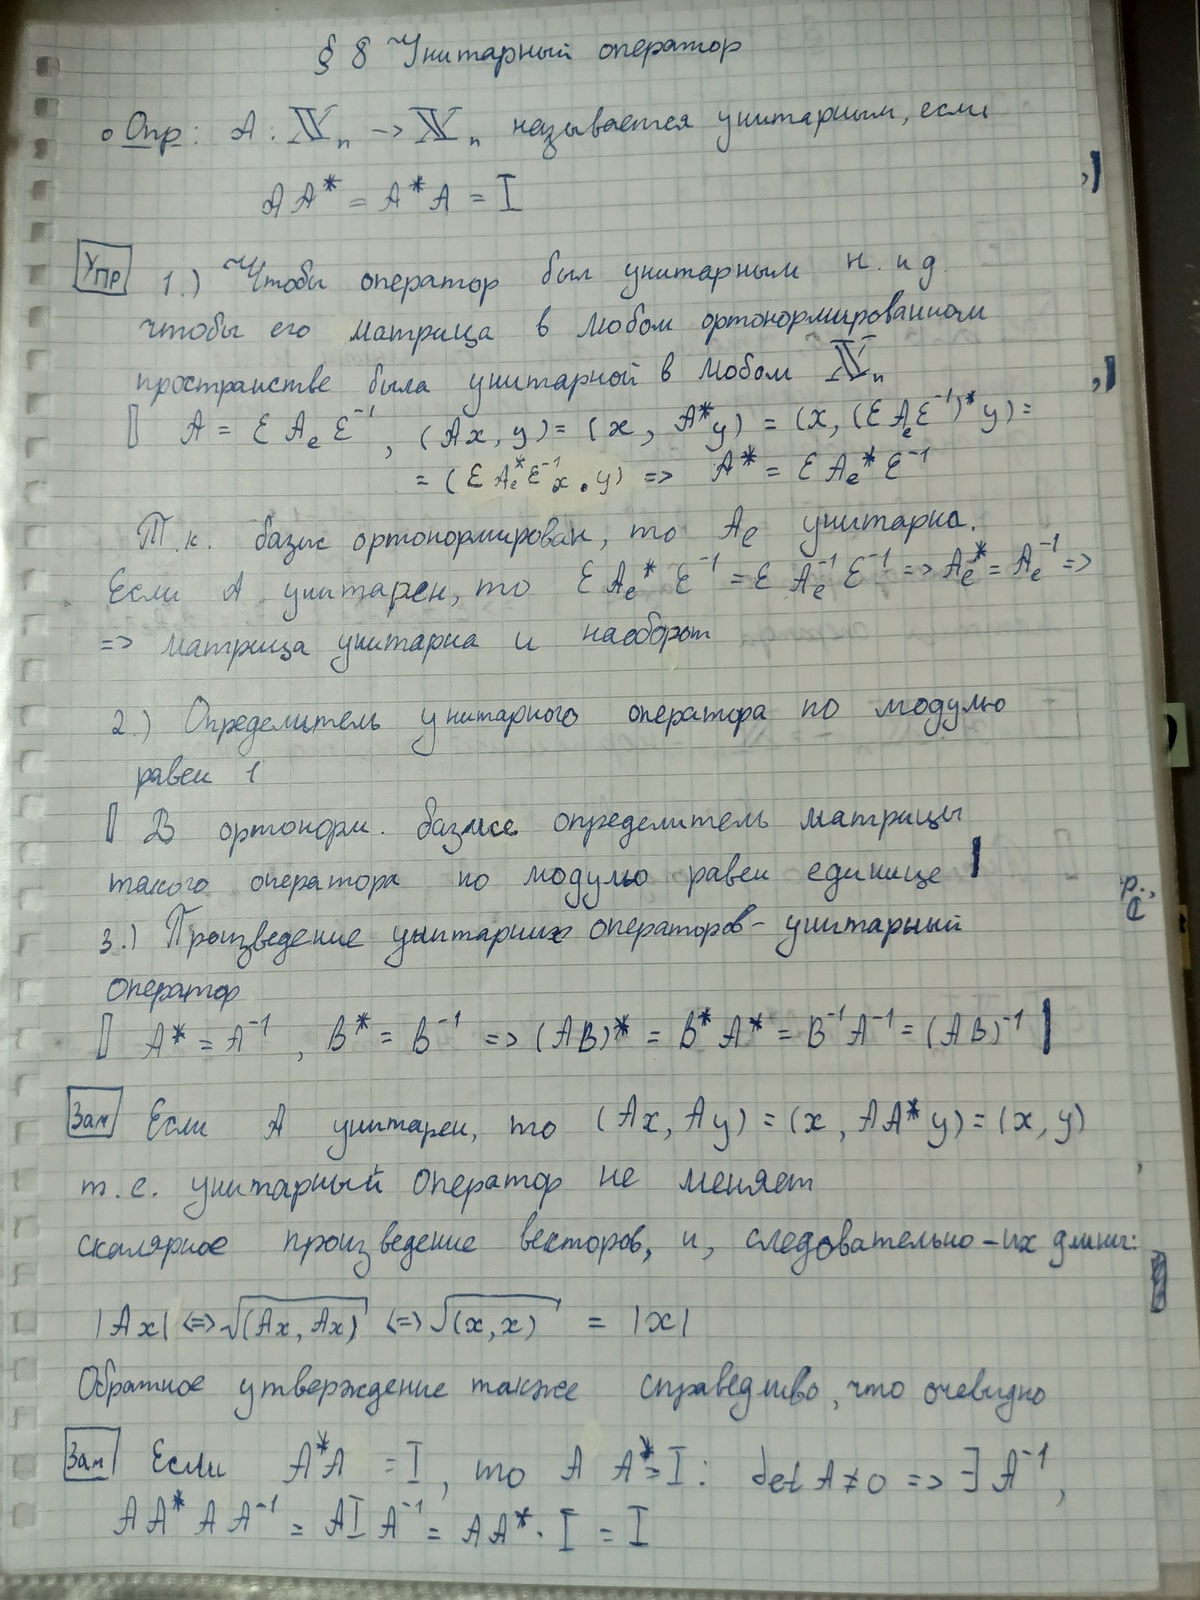 § 8 Унитарный оператор
∘ Опр: A : 𝕏ₙ -> 𝕏ₙ называется унитарным, если
AA* = A*A = I
Упр 1.) Чтобы оператор был унитарным н. и д
чтобы его матрица в любом ортонормированном
пространстве была унитарной в любом 𝕏ₙ
[] A = ℰ Aₑ ℰ⁻¹, (Ax, y) = (x, A*y) = (x, (ℰAₑℰ⁻¹)* y) =
= (ℰ Aₑ* ℰ⁻¹ x, y) => A* = ℰ Aₑ* ℰ⁻¹
Т.к. базис ортонормирован, то Aₑ унитарна.
Если A унитарен, то ℰ Aₑ* ℰ⁻¹ = ℰ Aₑ⁻¹ ℰ⁻¹ => Aₑ* = Aₑ⁻¹ =>
=> матрица унитарна и наоборот
2.) Определитель унитарного оператора по модулю
равен 1
[] В ортонорм. базисе определитель матрицы
такого оператора по модулю равен единице
3.) Произведение унитарних операторов - унитарный
оператор
[] A* = A⁻¹, B* = B⁻¹ => (AB)* = B*A* = B⁻¹A⁻¹ = (AB)⁻¹
Зам Если A унитарен, то (Ax, Ay) = (x, AA*y) = (x, y)
т.е. унитарный оператор не меняет
скалярное произведение векторов, и, следовательно - их длины:
|Ax| <=> √(Ax, Ax) <=> √(x, x) = |x|
Обратное утверждение также справедливо, что очевидно
Зам Если A*A = I, то A A* = I: det A ≠ 0 => ∃ A⁻¹,
AA* AA⁻¹ = AIA⁻¹ = AA* · I = I